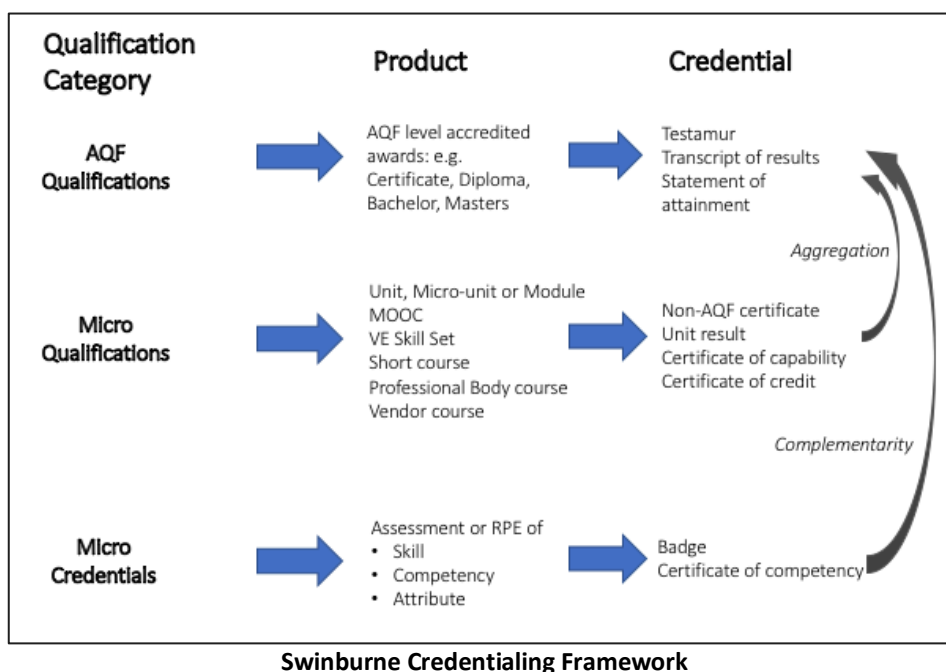 Qualification
Category
Product
Credential
AQF
Qualifications
AQF level accredited
awards: e.g.
Certificate, Diploma,
Bachelor, Masters
Testamur
Transcript of results
Statement of
attainment
Aggregation
Micro
Qualifications
Unit, Micro-unit or Module
MOOC
VE Skill Set
Short course
Professional Body course
Vendor course
Non-AQF certificate
Unit result
Certificate of capability
Certificate of credit
Complementarity
Micro
Credentials
Assessment or RPE of
• Skill
• Competency
• Attribute
Badge
Certificate of competency
Swinburne Credentialing Framework